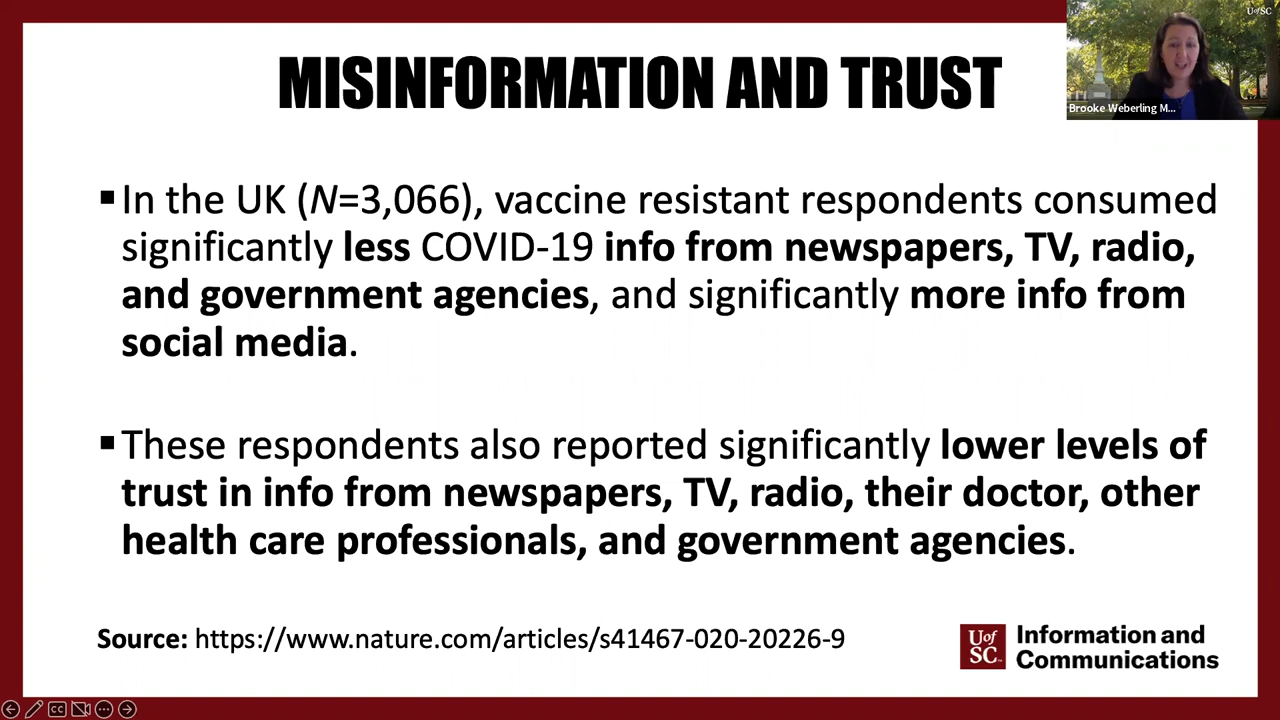 UofSC
Brooke Weberling M...
MISINFORMATION AND TRUST
▪In the UK (N=3,066), vaccine resistant respondents consumed
significantly less COVID-19 info from newspapers, TV, radio,
and government agencies, and significantly more info from
social media.
▪These respondents also reported significantly lower levels of
trust in info from newspapers, TV, radio, their doctor, other
health care professionals, and government agencies.
Source: https://www.nature.com/articles/s41467-020-20226-9
UofSC
Information and
Communications
CC